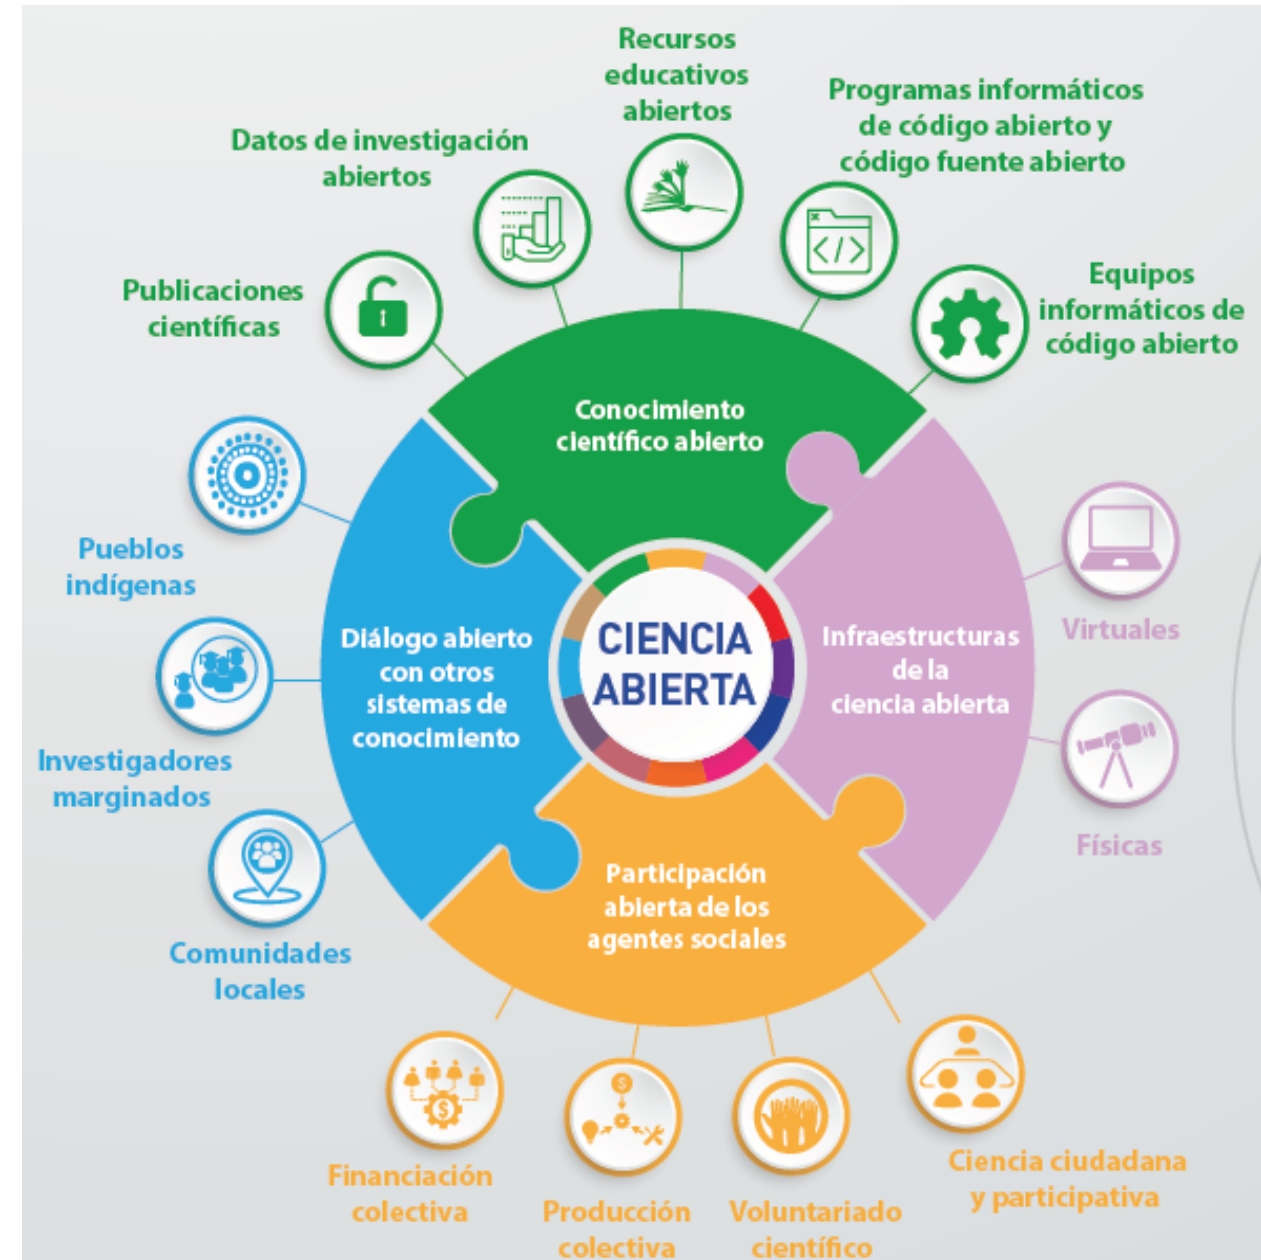 Recursos
educativos
abiertos
Programas informáticos
de código abierto y
código fuente abierto
Datos de investigación
abiertos
Equipos
informáticos de
código abierto
Publicaciones
científicas
Conocimiento
científico abierto
Pueblos
indígenas
Diálogo abierto
con otros
sistemas de
conocimiento
CIENCIA
ABIERTA
Infraestructuras
de la
ciencia abierta
Virtuales
Físicas
Investigadores
marginados
Comunidades
locales
Participación
abierta de los
agentes sociales
Financiación
colectiva
Producción
colectiva
Voluntariado
científico
Ciencia ciudadana
y participativa